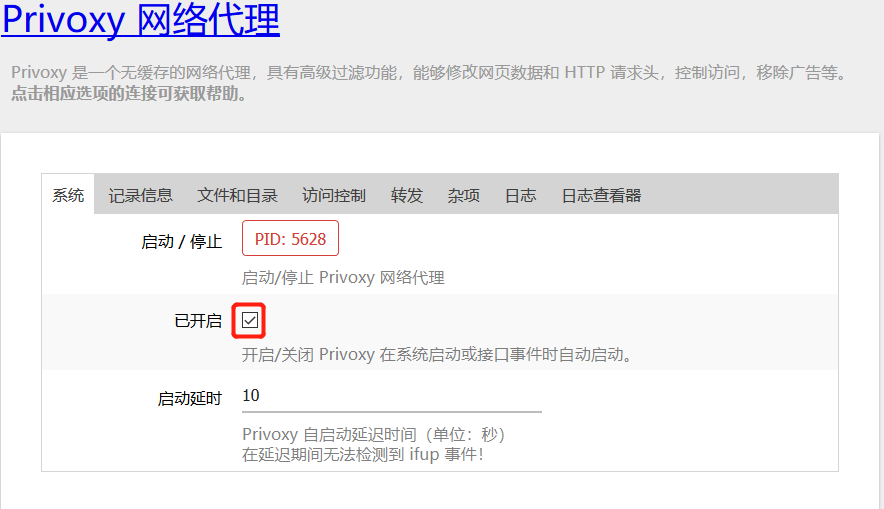 Privoxy 网络代理
Privoxy 是一个无缓存的网络代理，具有高级过滤功能，能够修改网页数据和 HTTP 请求头，控制访问，移除广告等。
点击相应选项的连接可获取帮助。
系统 记录信息 文件和目录 访问控制 转发 杂项 日志 日志查看器
启动 / 停止 PID: 5628
启动/停止 Privoxy 网络代理
已开启
开启/关闭 Privoxy 在系统启动或接口事件时自动启动。
启动延时 10
Privoxy 自启动延迟时间（单位：秒）
在延迟期间无法检测到 ifup 事件！